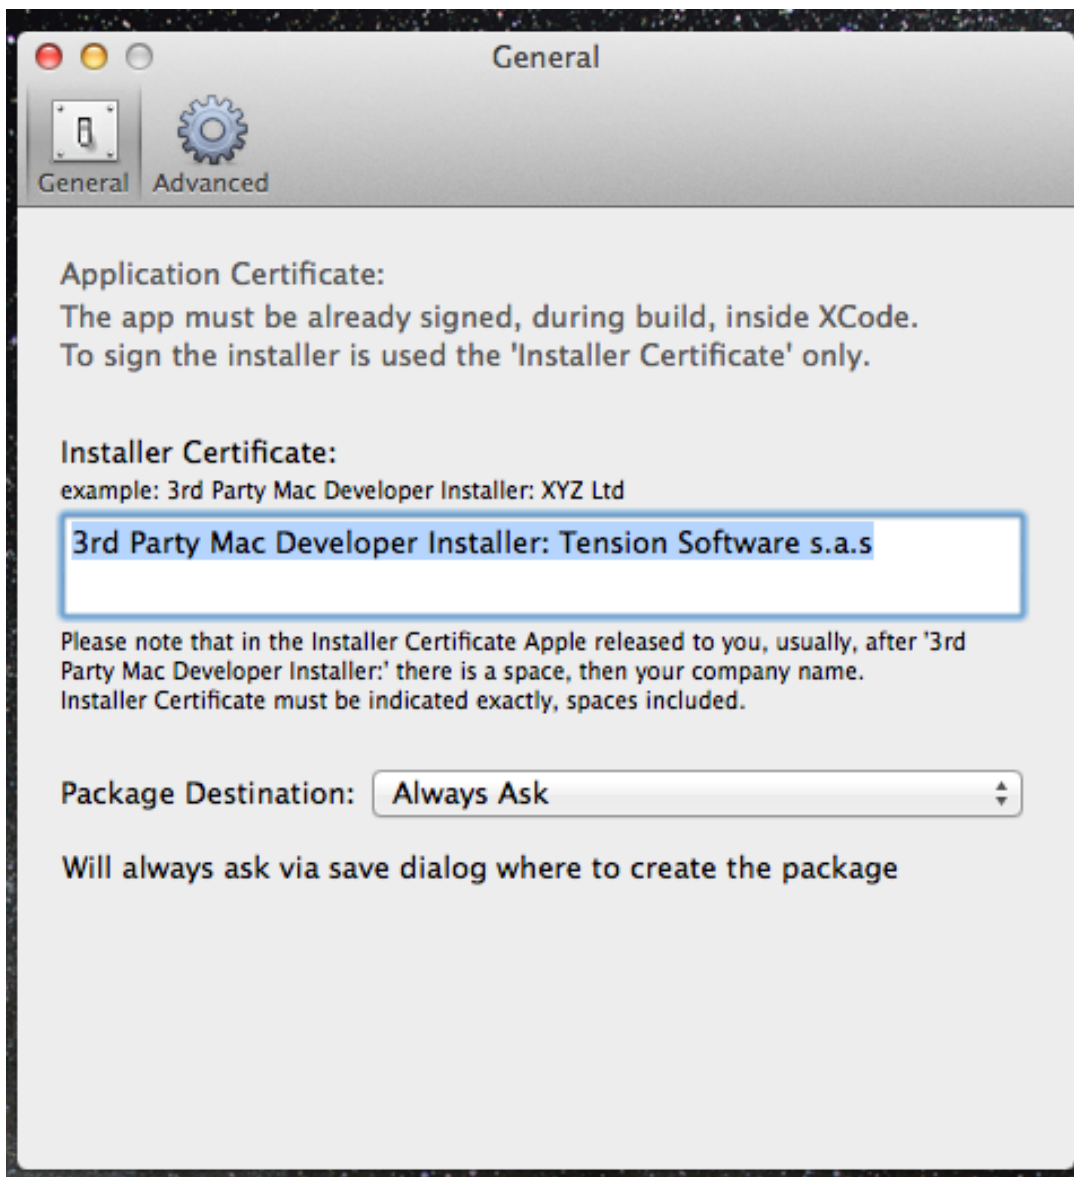 General
General
Advanced
Application Certificate:
The app must be already signed, during build, inside XCode.
To sign the installer is used the 'Installer Certificate' only.
Installer Certificate:
example: 3rd Party Mac Developer Installer: XYZ Ltd
3rd Party Mac Developer Installer: Tension Software s.a.s
Please note that in the Installer Certificate Apple released to you, usually, after '3rd
Party Mac Developer Installer:' there is a space, then your company name.
Installer Certificate must be indicated exactly, spaces included.
Package Destination: Always Ask
Will always ask via save dialog where to create the package